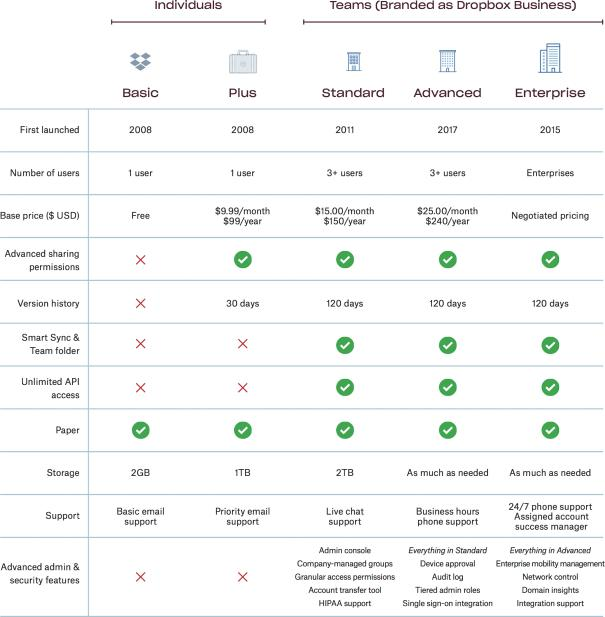 Individuals
Teams (Branded as Dropbox Business)
Basic
Plus
Standard
Advanced
Enterprise
First launched
2008
2008
2011
2017
2015
Number of users
1 user
1 user
3+ users
3+ users
Enterprises
Base price ($ USD)
Free
$9.99/month
$99/year
$15.00/month
$150/year
$25.00/month
$240/year
Negotiated pricing
Advanced sharing
permissions
Version history
30 days
120 days
120 days
120 days
Smart Sync &
Team folder
Unlimited API
access
Paper
Storage
2GB
1TB
2TB
As much as needed
As much as needed
Support
Basic email
support
Priority email
support
Live chat
support
Business hours
phone support
24/7 phone support
Assigned account
success manager
Advanced admin &
security features
Admin console
Company-managed groups
Granular access permissions
Account transfer tool
HIPAA support
Everything in Standard
Device approval
Audit log
Tiered admin roles
Single sign-on integration
Everything in Advanced
Enterprise mobility management
Network control
Domain insights
Integration support